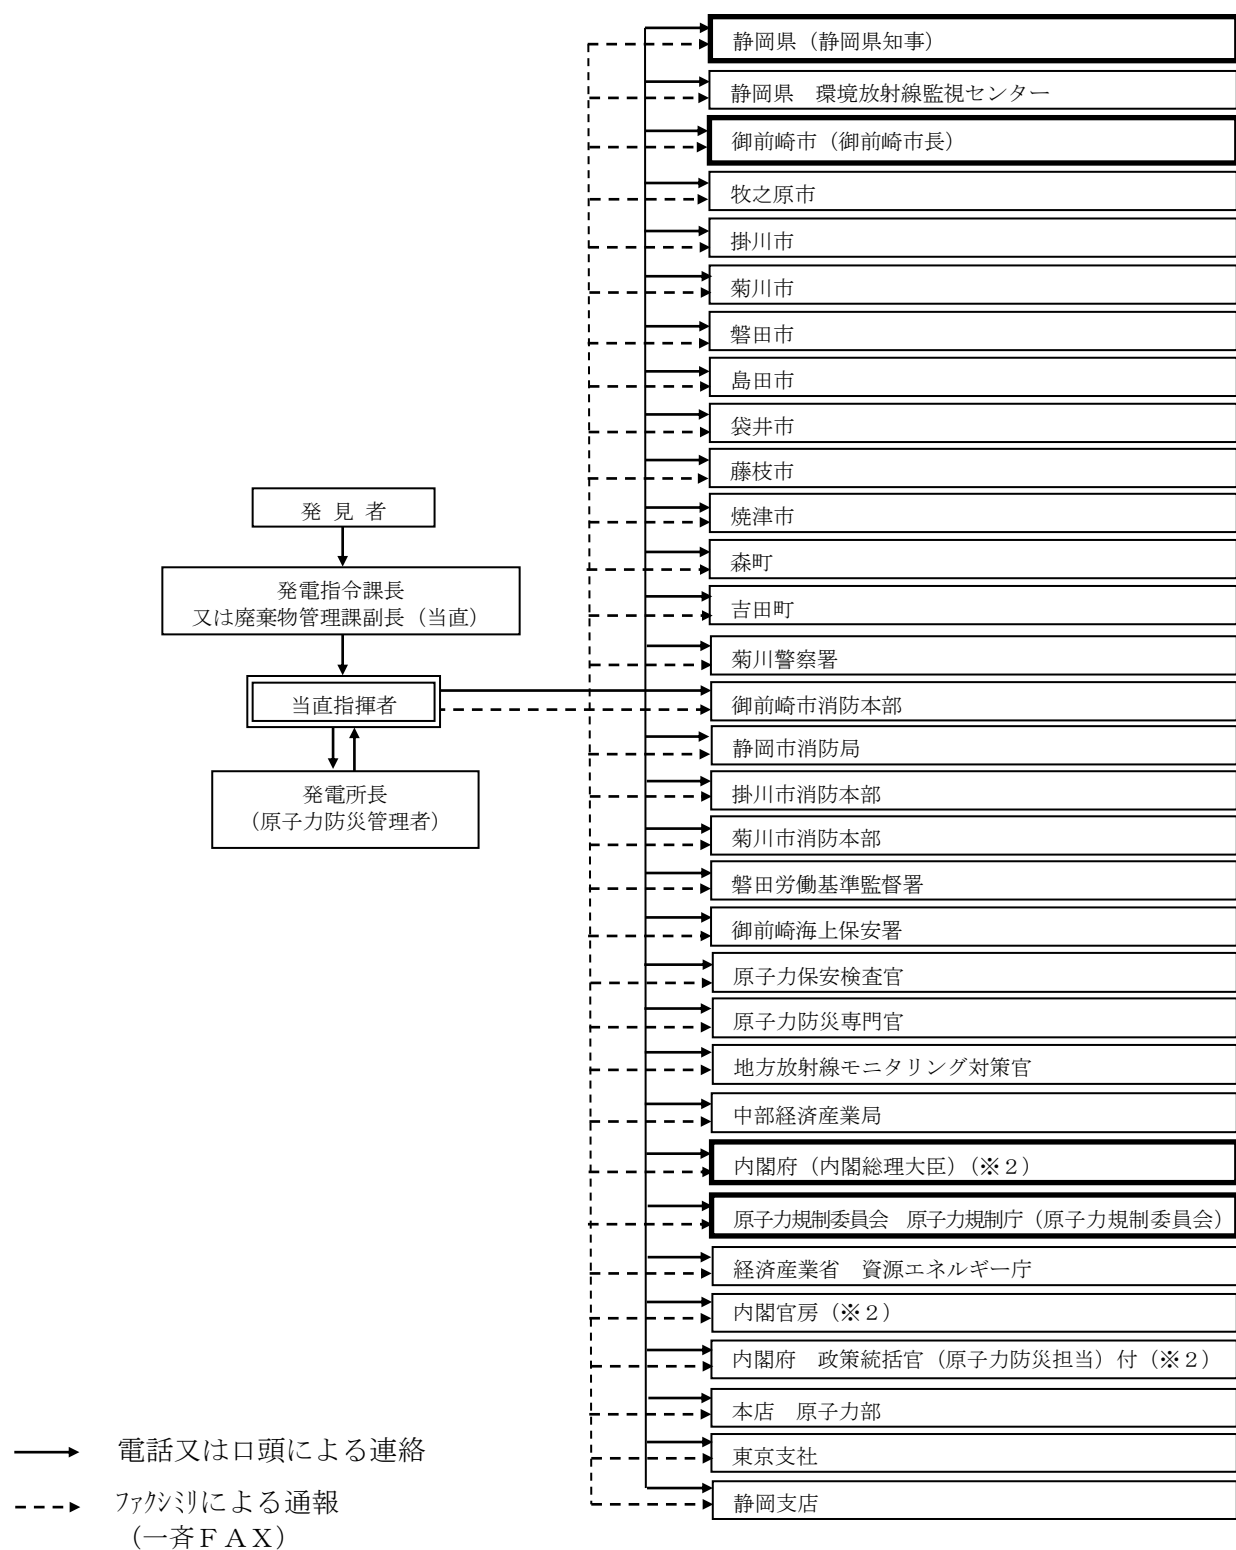 静岡県（静岡県知事）
静岡県　環境放射線監視センター
御前崎市（御前崎市長）
牧之原市
掛川市
菊川市
磐田市
島田市
袋井市
藤枝市
焼津市
森町
吉田町
菊川警察署
御前崎市消防本部
静岡市消防局
掛川市消防本部
菊川市消防本部
磐田労働基準監督署
御前崎海上保安署
原子力保安検査官
原子力防災専門官
地方放射線モニタリング対策官
中部経済産業局
内閣府（内閣総理大臣）（※２）
原子力規制委員会　原子力規制庁（原子力規制委員会）
経済産業省　資源エネルギー庁
内閣官房（※２）
内閣府　政策統括官（原子力防災担当）付（※２）
本店　原子力部
東京支社
静岡支店
発 見 者
発電指令課長
又は廃棄物管理課副長（当直）
当直指揮者
発電所長
（原子力防災管理者）
電話又は口頭による連絡
ﾌｧｸｼﾐﾘによる通報
（一斉ＦＡＸ）